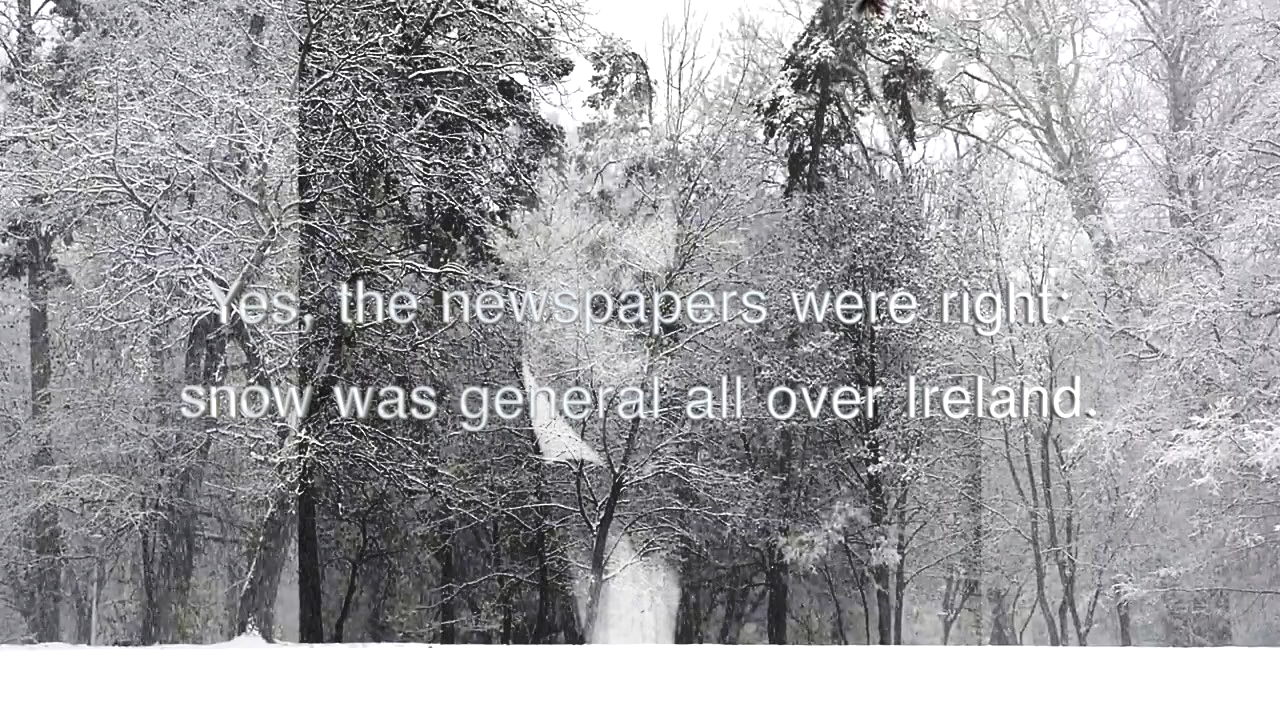 Yes, the newspapers were right:
snow was general all over Ireland.